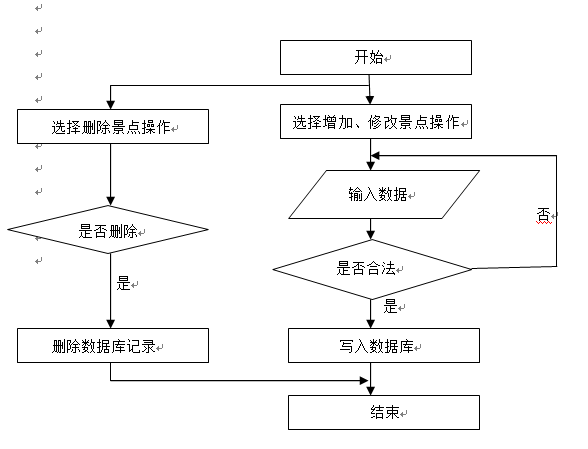 开始
选择删除景点操作
选择增加、修改景点操作
输入数据
否
是否删除
是否合法
是
是
删除数据库记录
写入数据库
结束